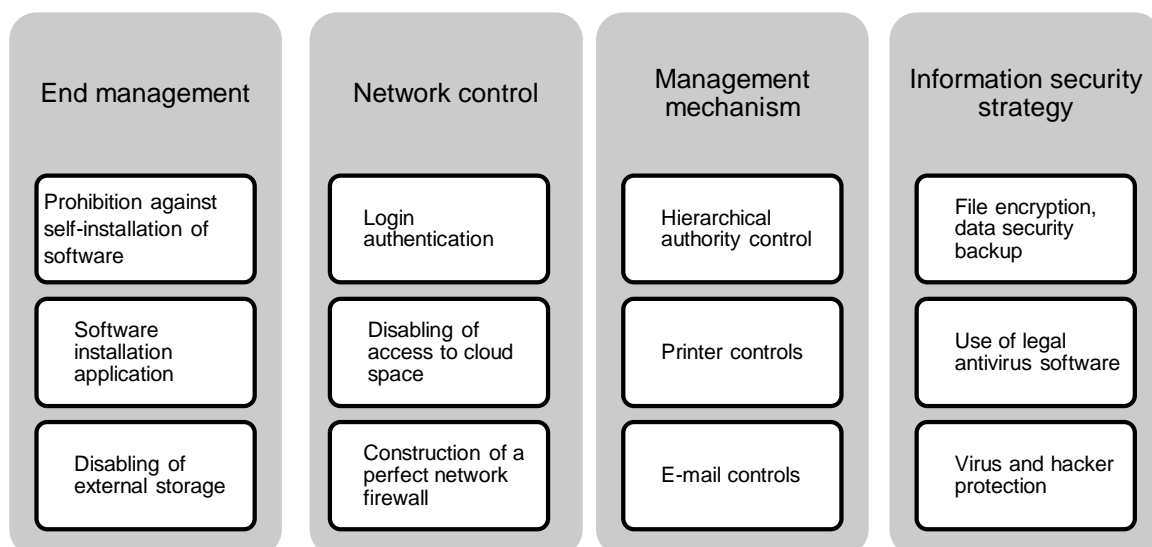 End management
Prohibition against
self-installation of
software
Software
installation
application
Disabling of
external storage
Network control
Login
authentication
Disabling of
access to cloud
space
Construction of a
perfect network
firewall
Management
mechanism
Hierarchical
authority control
Printer controls
E-mail controls
Information security
strategy
File encryption,
data security
backup
Use of legal
antivirus software
Virus and hacker
protection